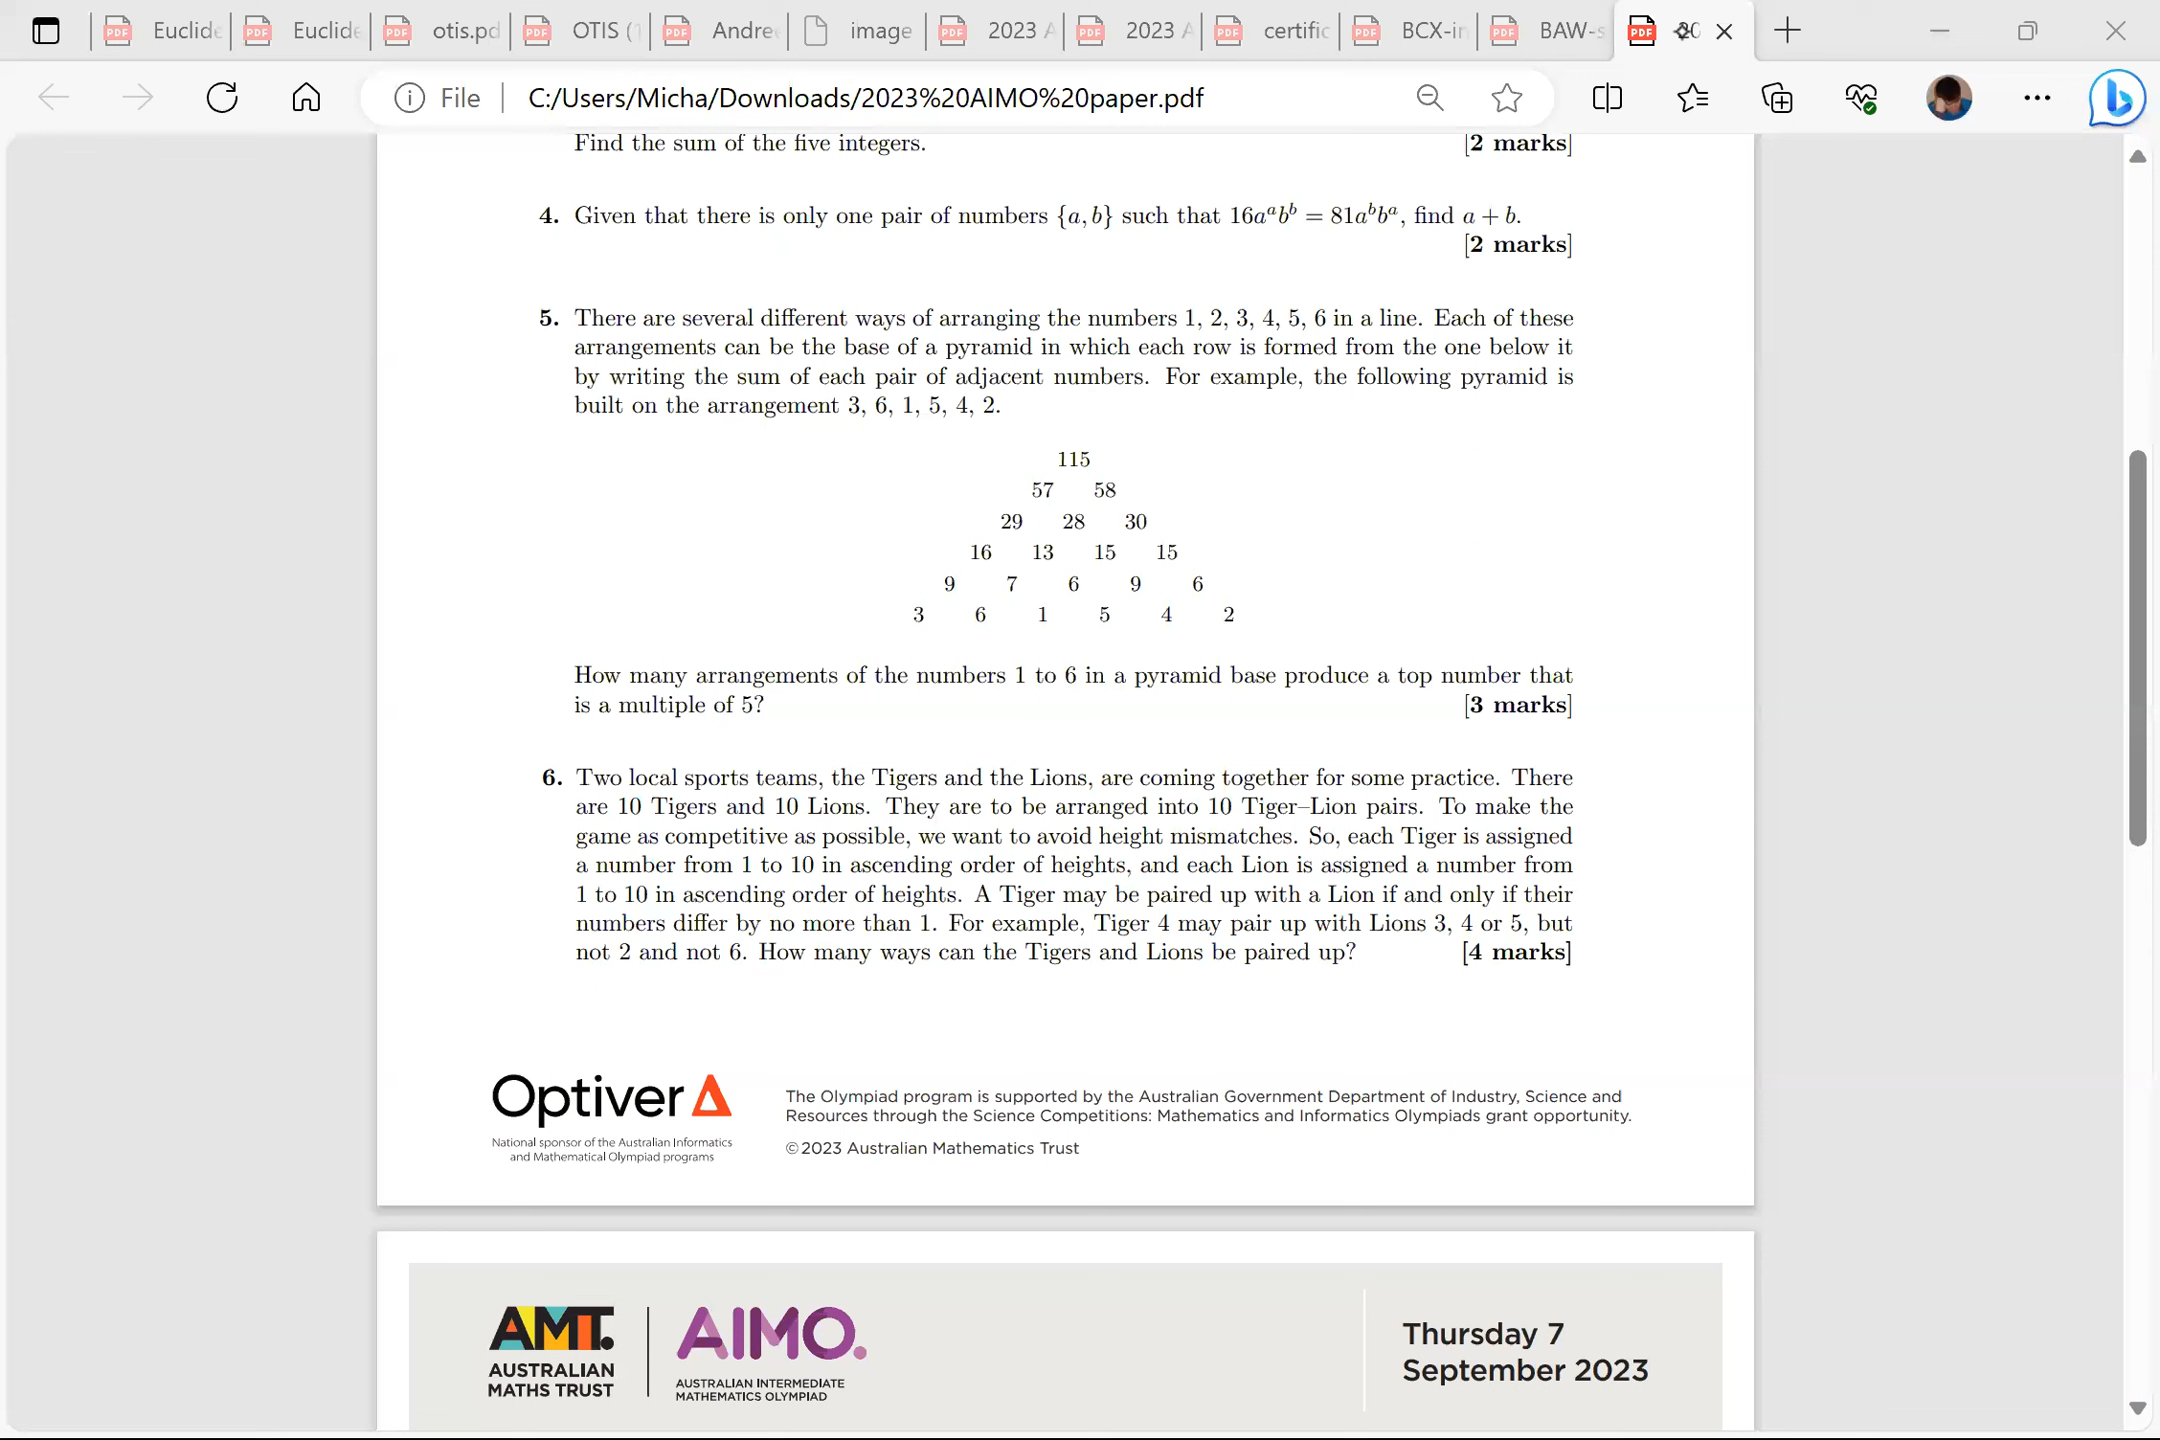 Euclid
Euclid
otis.pd
OTIS (
Andre
image
2023 A
2023 A
certific
BCX-in
BAW-s
File
C:/Users/Micha/Downloads/2023%20AIMO%20paper.pdf
Find the sum of the five integers. [2 marks]
4. Given that there is only one pair of numbers {a, b} such that 16aᵃbᵇ = 81aᵇbᵃ, find a + b.
[2 marks]
5. There are several different ways of arranging the numbers 1, 2, 3, 4, 5, 6 in a line. Each of these
arrangements can be the base of a pyramid in which each row is formed from the one below it
by writing the sum of each pair of adjacent numbers. For example, the following pyramid is
built on the arrangement 3, 6, 1, 5, 4, 2.
115
57 58
29 28 30
16 13 15 15
9 7 6 9 6
3 6 1 5 4 2
How many arrangements of the numbers 1 to 6 in a pyramid base produce a top number that
is a multiple of 5? [3 marks]
6. Two local sports teams, the Tigers and the Lions, are coming together for some practice. There
are 10 Tigers and 10 Lions. They are to be arranged into 10 Tiger–Lion pairs. To make the
game as competitive as possible, we want to avoid height mismatches. So, each Tiger is assigned
a number from 1 to 10 in ascending order of heights, and each Lion is assigned a number from
1 to 10 in ascending order of heights. A Tiger may be paired up with a Lion if and only if their
numbers differ by no more than 1. For example, Tiger 4 may pair up with Lions 3, 4 or 5, but
not 2 and not 6. How many ways can the Tigers and Lions be paired up? [4 marks]
Optiver
National sponsor of the Australian Informatics
and Mathematical Olympiad programs
The Olympiad program is supported by the Australian Government Department of Industry, Science and
Resources through the Science Competitions: Mathematics and Informatics Olympiads grant opportunity.
©2023 Australian Mathematics Trust
AMT.
AUSTRALIAN
MATHS TRUST
AIMO.
AUSTRALIAN INTERMEDIATE
MATHEMATICS OLYMPIAD
Thursday 7
September 2023